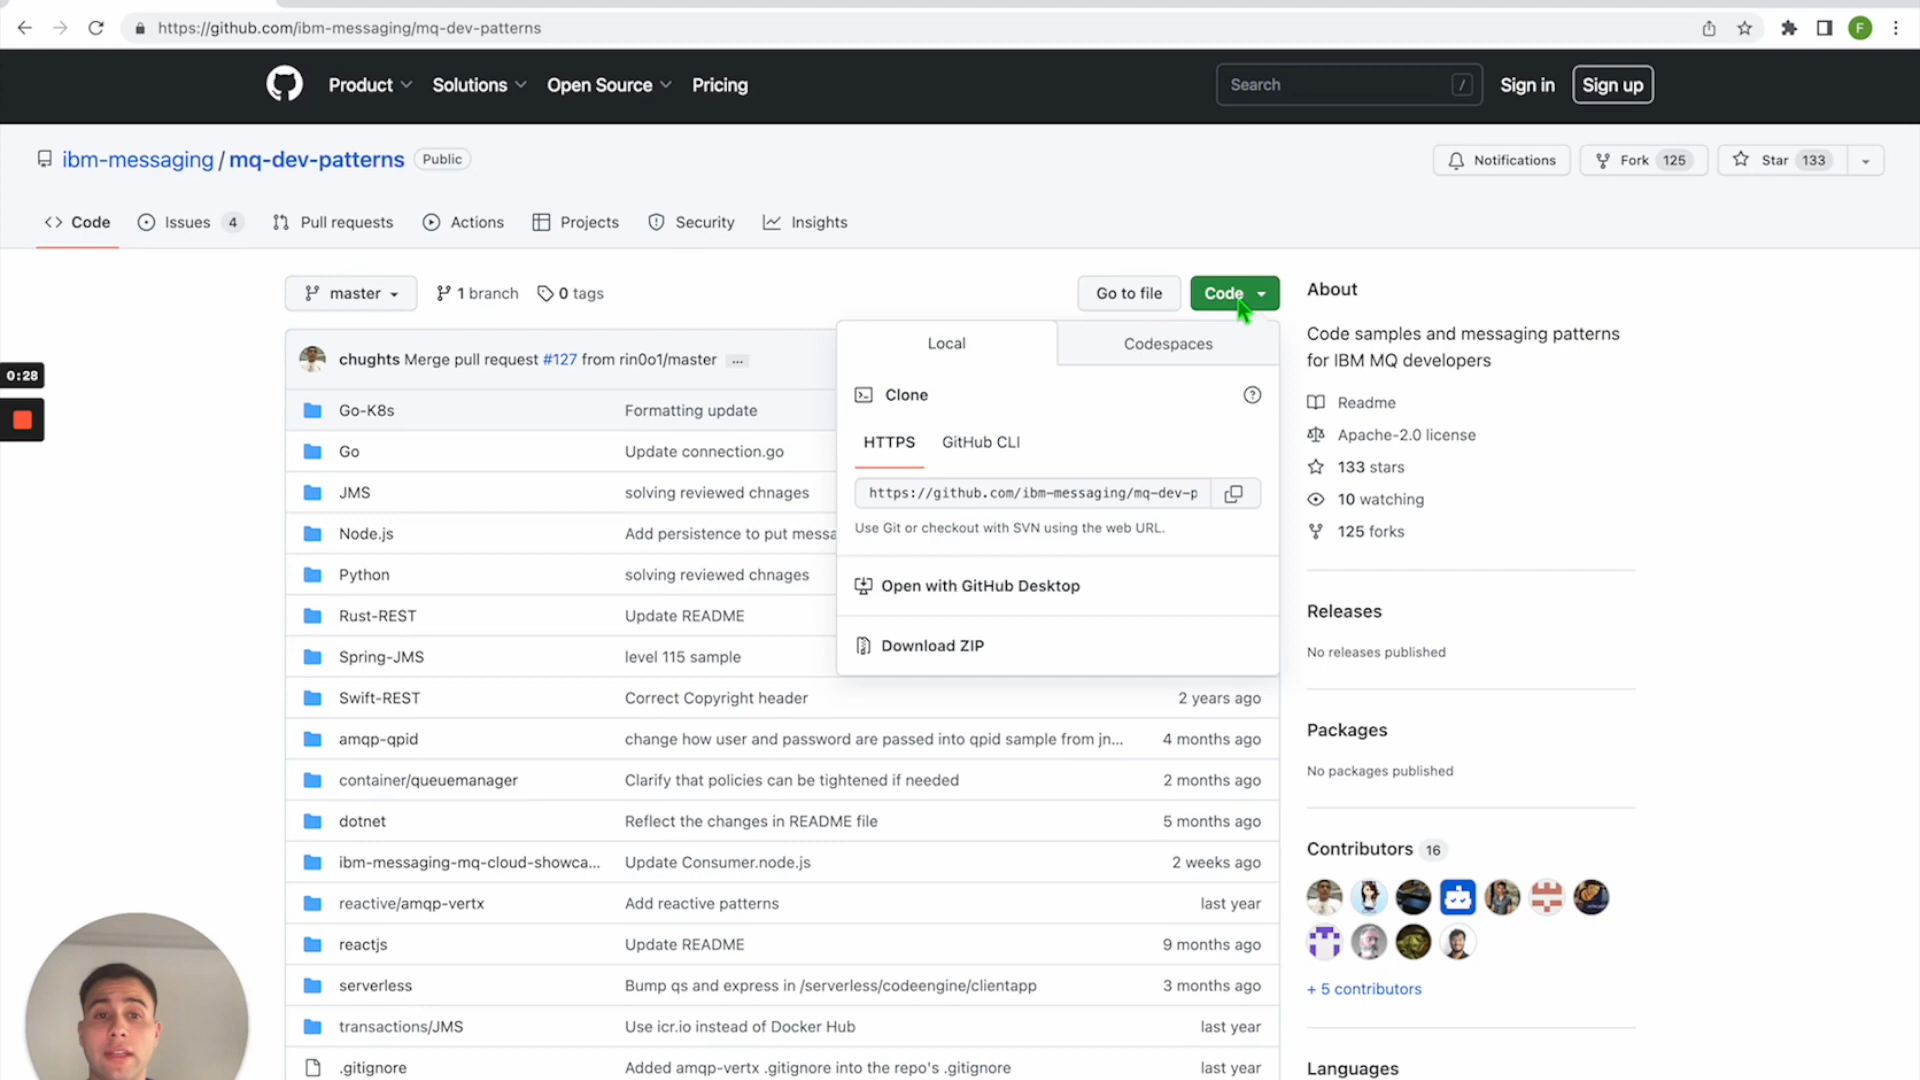 https://github.com/ibm-messaging/mq-dev-patterns
F
Product Solutions Open Source Pricing
Search /
Sign in Sign up
ibm-messaging / mq-dev-patterns Public
Notifications Fork 125 Star 133
Code Issues 4 Pull requests Actions Projects Security Insights
master 1 branch 0 tags
Go to file Code
chughts Merge pull request #127 from rin0o1/master ...
Go-K8s Formatting update
Go Update connection.go
JMS solving reviewed chnages
Node.js Add persistence to put messa
Python solving reviewed chnages
Rust-REST Update README
Spring-JMS level 115 sample
Swift-REST Correct Copyright header 2 years ago
amqp-qpid change how user and password are passed into qpid sample from jn... 4 months ago
container/queuemanager Clarify that policies can be tightened if needed 2 months ago
dotnet Reflect the changes in README file 5 months ago
ibm-messaging-mq-cloud-showca... Update Consumer.node.js 2 weeks ago
reactive/amqp-vertx Add reactive patterns last year
reactjs Update README 9 months ago
serverless Bump qs and express in /serverless/codeengine/clientapp 3 months ago
transactions/JMS Use icr.io instead of Docker Hub last year
.gitignore Added amqp-vertx .gitignore into the repo's .gitignore last year
Local Codespaces
Clone
HTTPS GitHub CLI
https://github.com/ibm-messaging/mq-dev-p
Use Git or checkout with SVN using the web URL.
Open with GitHub Desktop
Download ZIP
About
Code samples and messaging patterns
for IBM MQ developers
Readme
Apache-2.0 license
133 stars
10 watching
125 forks
Releases
No releases published
Packages
No packages published
Contributors 16
+ 5 contributors
Languages
0:28